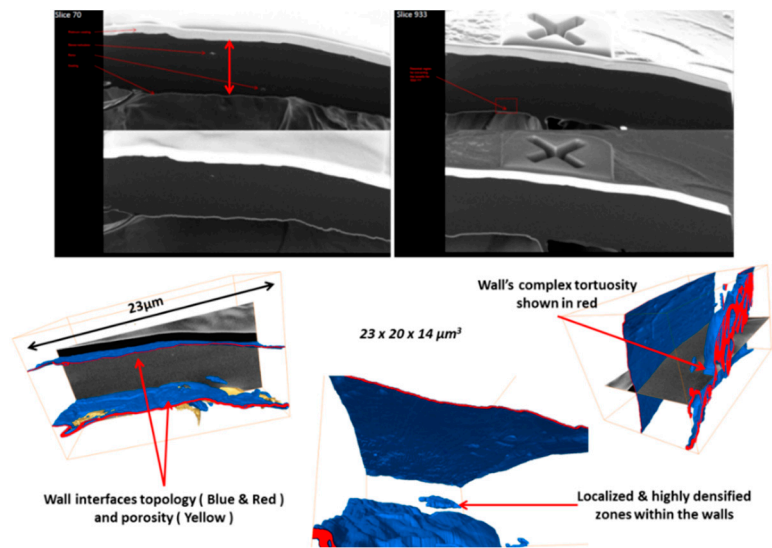 Slice 70
Slice 933
23μm
23 x 20 x 14 μm³
Wall's complex tortuosity
shown in red
Wall interfaces topology ( Blue & Red )
and porosity ( Yellow )
Localized & highly densified
zones within the walls